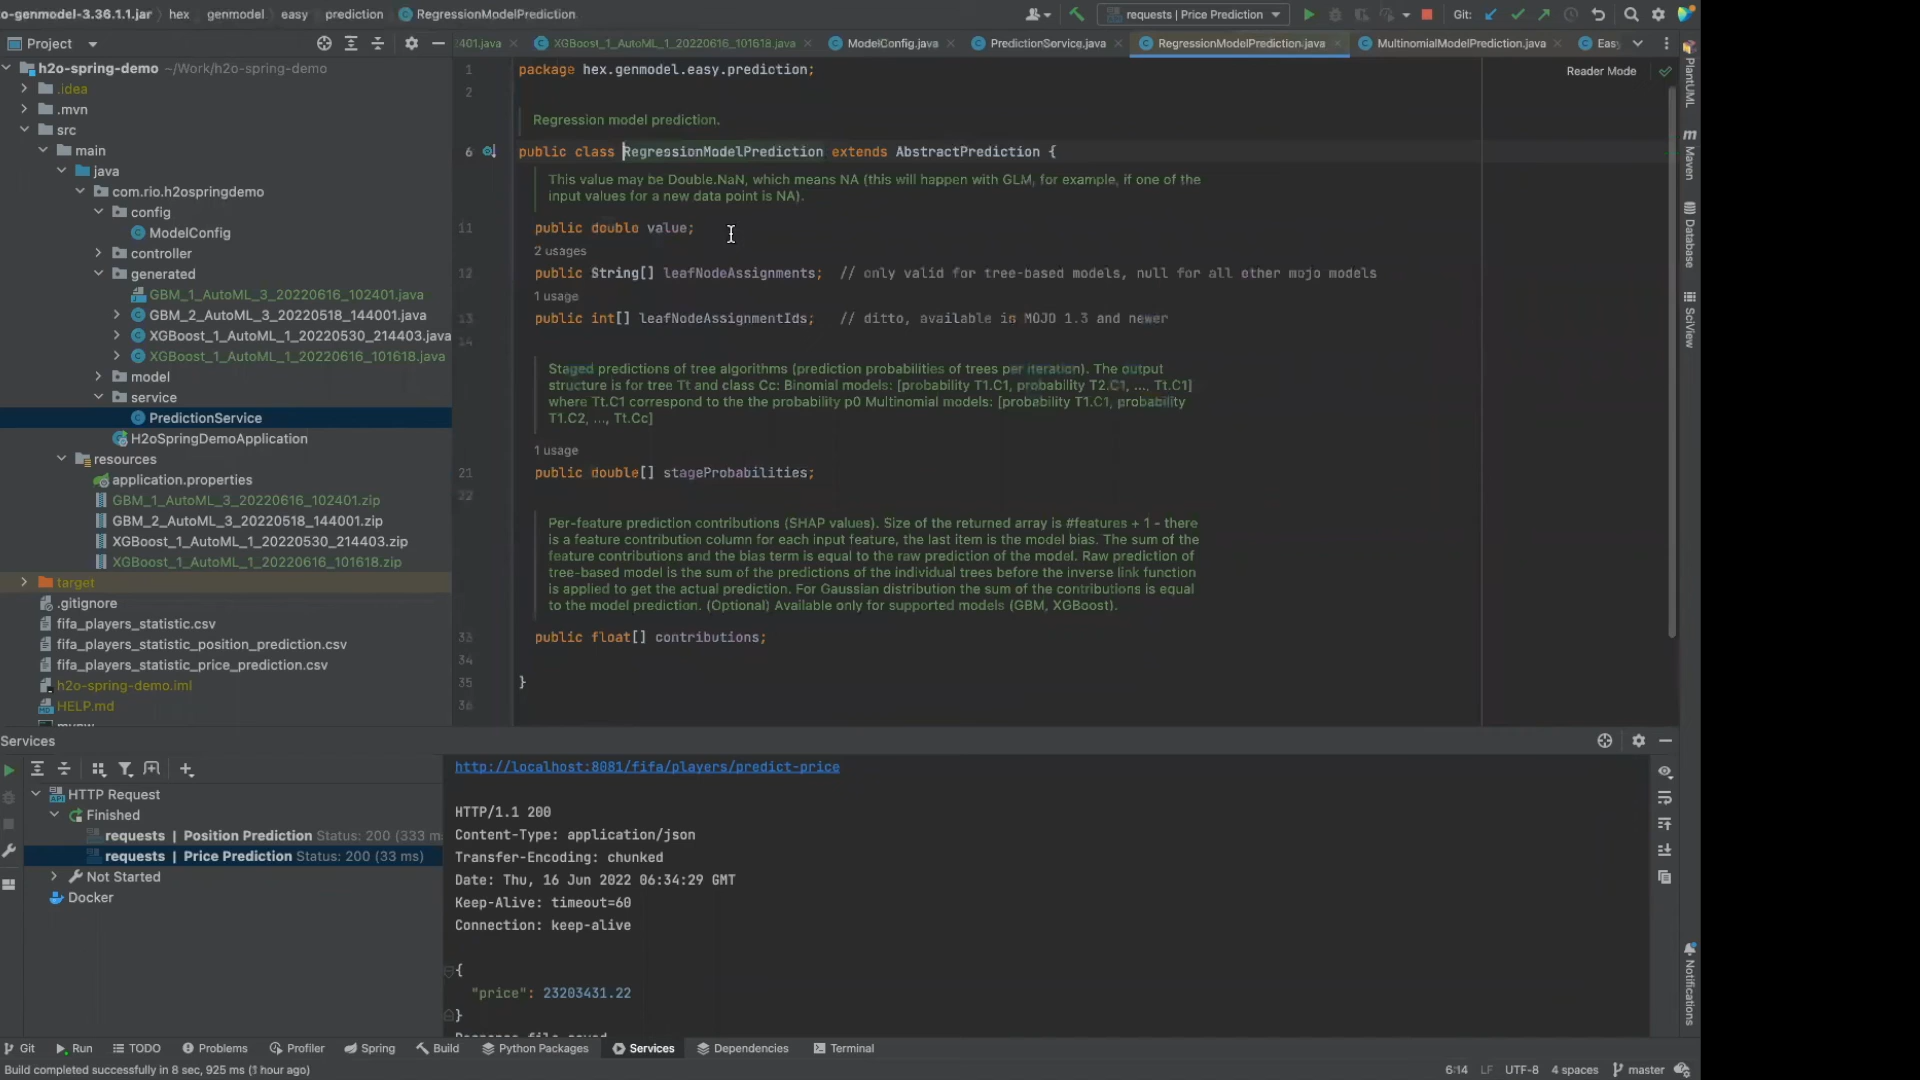 o-genmodel-3.36.1.1.jar hex genmodel easy prediction RegressionModelPrediction
requests | Price Prediction Git:
Project
401.java XGBoost_1_AutoML_1_20220616_101618.java ModelConfig.java PredictionService.java RegressionModelPrediction.java MultinomialModelPrediction.java Eas
h2o-spring-demo ~/Work/h2o-spring-demo
.idea
.mvn
src
main
java
com.rio.h2ospringdemo
config
ModelConfig
controller
generated
GBM_1_AutoML_3_20220616_102401.java
GBM_2_AutoML_3_20220518_144001.java
XGBoost_1_AutoML_1_20220530_214403.java
XGBoost_1_AutoML_1_20220616_101618.java
model
service
PredictionService
H2oSpringDemoApplication
resources
application.properties
GBM_1_AutoML_3_20220616_102401.zip
GBM_2_AutoML_3_20220518_144001.zip
XGBoost_1_AutoML_1_20220530_214403.zip
XGBoost_1_AutoML_1_20220616_101618.zip
target
.gitignore
fifa_players_statistic.csv
fifa_players_statistic_position_prediction.csv
fifa_players_statistic_price_prediction.csv
h2o-spring-demo.iml
HELP.md
Reader Mode
1 package hex.genmodel.easy.prediction;
2
Regression model prediction.
6 public class RegressionModelPrediction extends AbstractPrediction {
This value may be Double.NaN, which means NA (this will happen with GLM, for example, if one of the
input values for a new data point is NA).
11 public double value;
2 usages
12 public String[] leafNodeAssignments; // only valid for tree-based models, null for all other mojo models
1 usage
13 public int[] leafNodeAssignmentIds; // ditto, available in MOJO 1.3 and newer
14
Staged predictions of tree algorithms (prediction probabilities of trees per iteration). The output
structure is for tree Tt and class Cc: Binomial models: [probability T1.C1, probability T2.C1, ..., Tt.C1]
where Tt.C1 correspond to the the probability p0 Multinomial models: [probability T1.C1, probability
T1.C2, ..., Tt.Cc]
1 usage
21 public double[] stageProbabilities;
22
Per-feature prediction contributions (SHAP values). Size of the returned array is #features + 1 - there
is a feature contribution column for each input feature, the last item is the model bias. The sum of the
feature contributions and the bias term is equal to the raw prediction of the model. Raw prediction of
tree-based model is the sum of the predictions of the individual trees before the inverse link function
is applied to get the actual prediction. For Gaussian distribution the sum of the contributions is equal
to the model prediction. (Optional) Available only for supported models (GBM, XGBoost).
33 public float[] contributions;
34
35 }
36
PlantUML
Maven
Database
SciView
Notifications
Services
HTTP Request
Finished
requests | Position Prediction Status: 200 (333 m
requests | Price Prediction Status: 200 (33 ms)
Not Started
Docker
http://localhost:8081/fifa/players/predict-price
HTTP/1.1 200
Content-Type: application/json
Transfer-Encoding: chunked
Date: Thu, 16 Jun 2022 06:34:29 GMT
Keep-Alive: timeout=60
Connection: keep-alive
{
"price": 23203431.22
}
Git Run TODO Problems Profiler Spring Build Python Packages Services Dependencies Terminal
Build completed successfully in 8 sec, 925 ms (1 hour ago) 6:14 LF UTF-8 4 spaces master